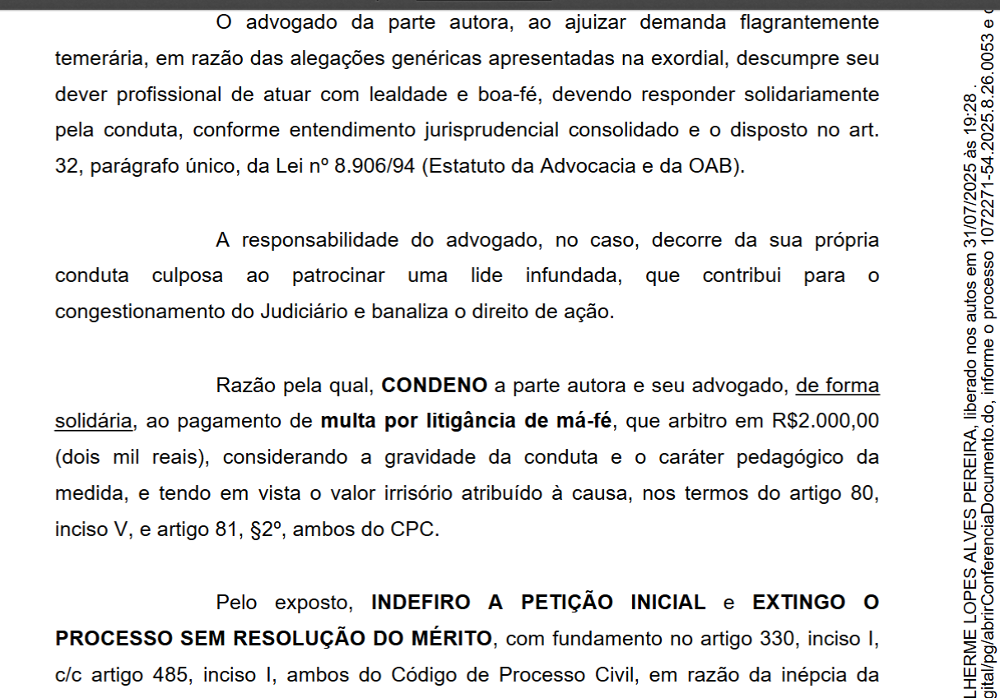 O advogado da parte autora, ao ajuizar demanda flagrantemente
temerária, em razão das alegações genéricas apresentadas na exordial, descumpre seu
dever profissional de atuar com lealdade e boa-fé, devendo responder solidariamente
pela conduta, conforme entendimento jurisprudencial consolidado e o disposto no art.
32, parágrafo único, da Lei nº 8.906/94 (Estatuto da Advocacia e da OAB).
A responsabilidade do advogado, no caso, decorre da sua própria
conduta culposa ao patrocinar uma lide infundada, que contribui para o
congestionamento do Judiciário e banaliza o direito de ação.
Razão pela qual, CONDENO a parte autora e seu advogado, de forma
solidária, ao pagamento de multa por litigância de má-fé, que arbitro em R$2.000,00
(dois mil reais), considerando a gravidade da conduta e o caráter pedagógico da
medida, e tendo em vista o valor irrisório atribuído à causa, nos termos do artigo 80,
inciso V, e artigo 81, §2º, ambos do CPC.
Pelo exposto, INDEFIRO A PETIÇÃO INICIAL e EXTINGO O
PROCESSO SEM RESOLUÇÃO DO MÉRITO, com fundamento no artigo 330, inciso I,
c/c artigo 485, inciso I, ambos do Código de Processo Civil, em razão da inépcia da
LHERME LOPES ALVES PEREIRA, liberado nos autos em 31/07/2025 às 19:28 .
gital/pg/abrirConferenciaDocumento.do, informe o processo 1072271-54.2025.8.26.0053 e